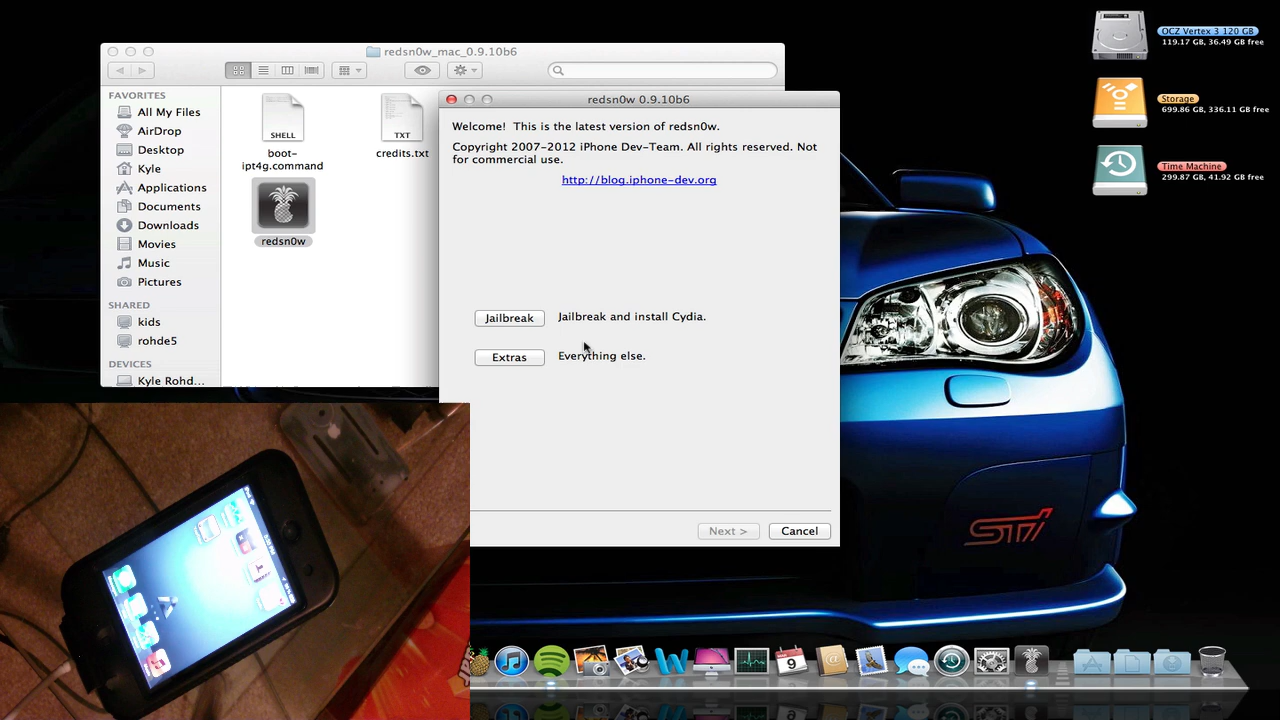 redsn0w_mac_0.9.10b6
FAVORITES
All My Files
AirDrop
Desktop
Kyle
Applications
Documents
Downloads
Movies
Music
Pictures
SHARED
kids
rohde5
DEVICES
Kyle Rohd...
SHELL
boot-
ipt4g.command
TXT
credits.txt
redsn0w
redsn0w 0.9.10b6
Welcome! This is the latest version of redsn0w.
Copyright 2007-2012 iPhone Dev-Team. All rights reserved. Not
for commercial use.
http://blog.iphone-dev.org
Jailbreak
Jailbreak and install Cydia.
Extras
Everything else.
Next >
Cancel
OCZ Vertex 3 120 GB
119.17 GB, 36.49 GB free
Storage
699.86 GB, 336.11 GB free
Time Machine
299.87 GB, 41.92 GB free
STi
9